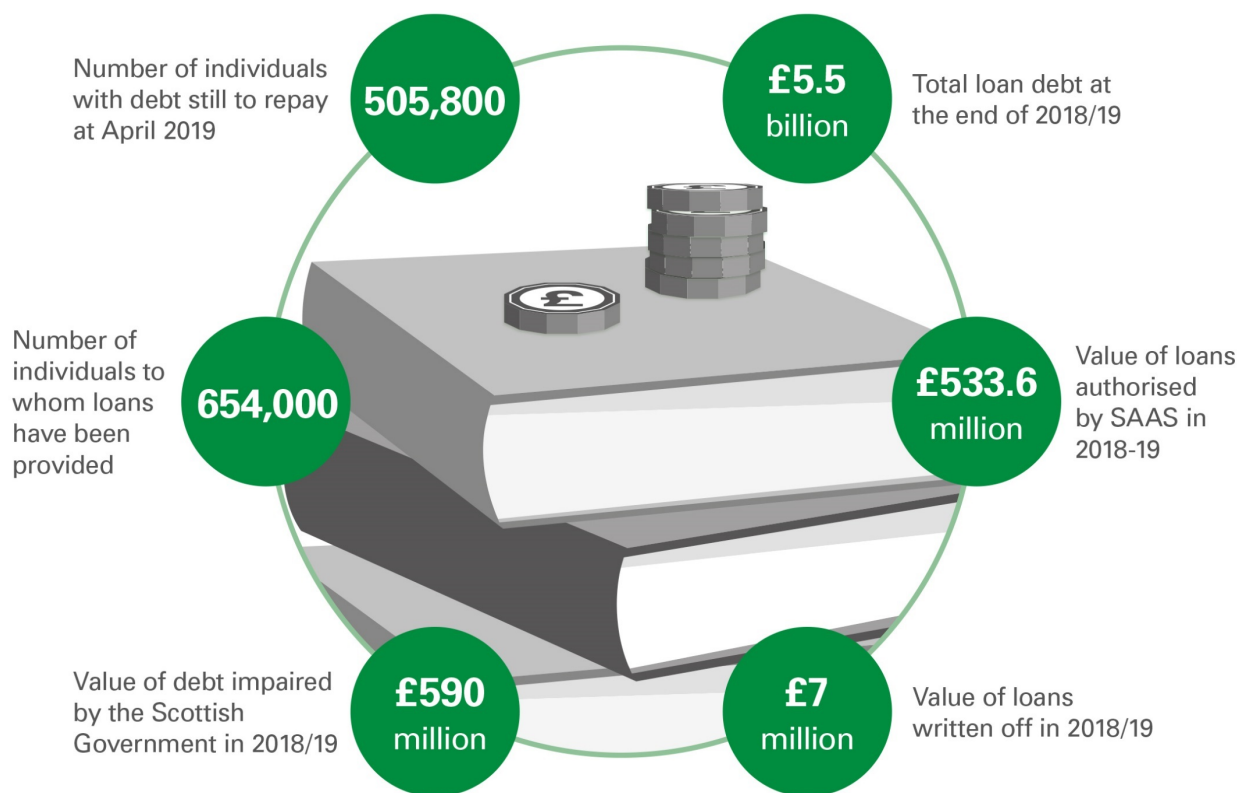 Number of individuals
with debt still to repay
at April 2019
505,800
£5.5
billion
Total loan debt at
the end of 2018/19
Number of
individuals to
whom loans
have been
provided
654,000
£
£533.6
million
Value of loans
authorised
by SAAS in
2018-19
Value of debt impaired
by the Scottish
Government in 2018/19
£590
million
£7
million
Value of loans
written off in 2018/19